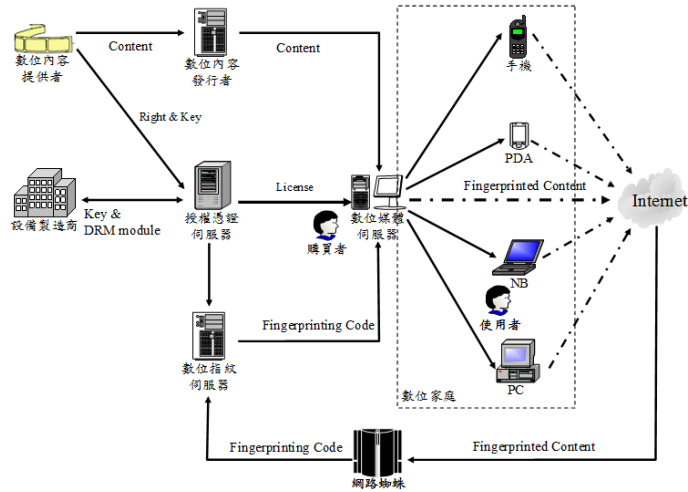 Content
Content
數位內容
提供者
數位內容
發行者
手機
Right & Key
PDA
License
Fingerprinted Content
Internet
設備製造商
Key &
DRM module
授權憑證
伺服器
購買者
數位媒體
伺服器
NB
使用者
Fingerprinting Code
數位指紋
伺服器
PC
數位家庭
Fingerprinting Code
Fingerprinted Content
網路蜘蛛